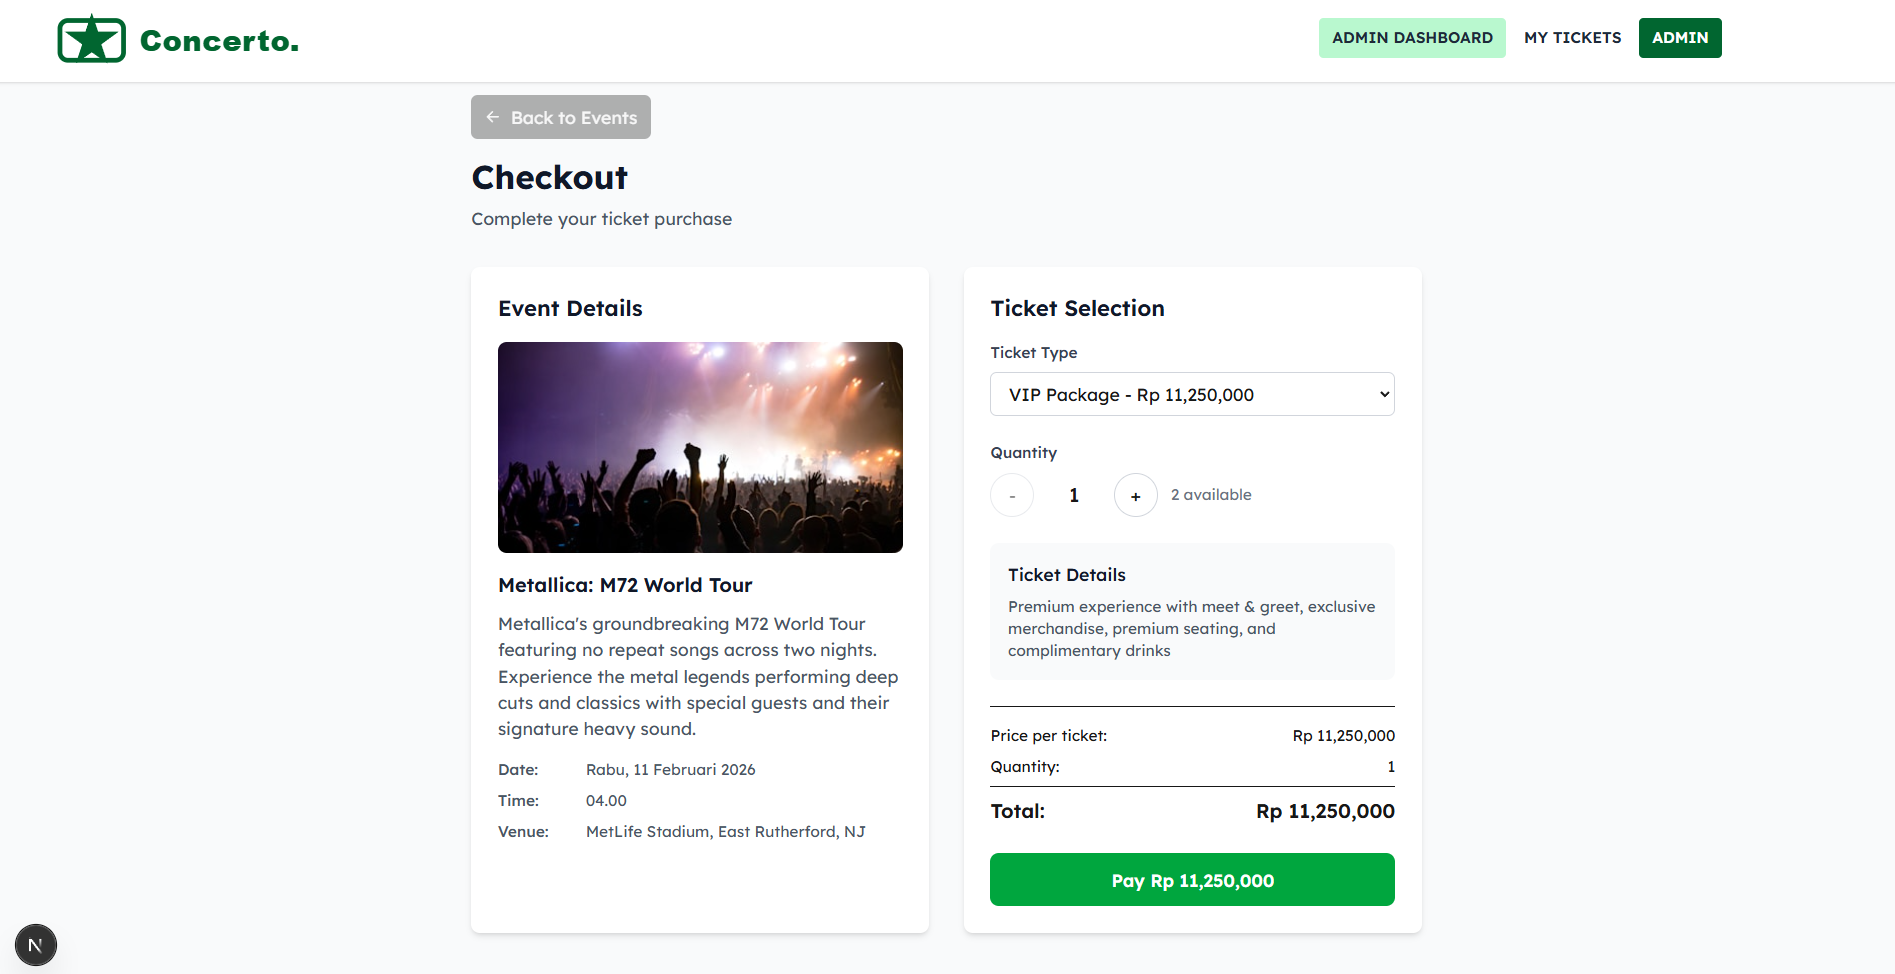 Concerto.
ADMIN DASHBOARD
MY TICKETS
ADMIN
← Back to Events
Checkout
Complete your ticket purchase
Event Details
Metallica: M72 World Tour
Metallica's groundbreaking M72 World Tour
featuring no repeat songs across two nights.
Experience the metal legends performing deep
cuts and classics with special guests and their
signature heavy sound.
Date: Rabu, 11 Februari 2026
Time: 04.00
Venue: MetLife Stadium, East Rutherford, NJ
Ticket Selection
Ticket Type
VIP Package - Rp 11,250,000
Quantity
- 1 + 2 available
Ticket Details
Premium experience with meet & greet, exclusive
merchandise, premium seating, and
complimentary drinks
Price per ticket: Rp 11,250,000
Quantity: 1
Total: Rp 11,250,000
Pay Rp 11,250,000
N